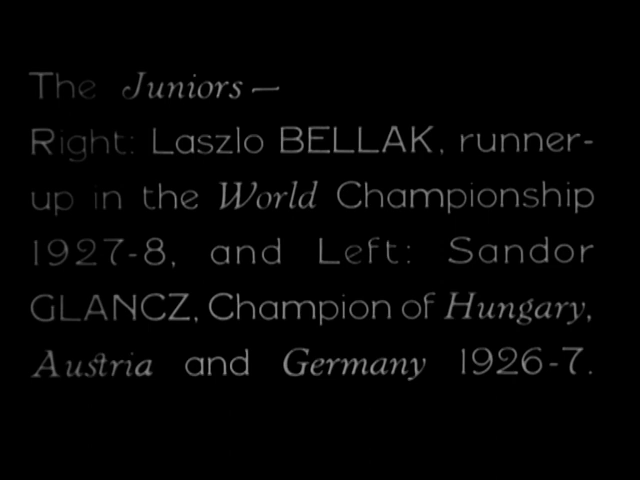 The Juniors—
Right: Laszlo BELLAK, runner-
up in the World Championship
1927-8, and Left: Sandor
GLANCZ, Champion of Hungary,
Austria and Germany 1926-7.